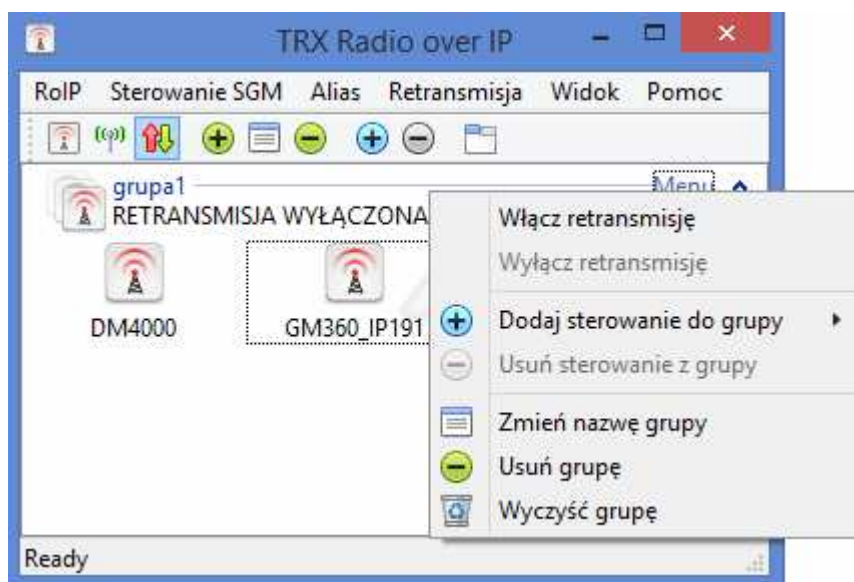 TRX Radio over IP
RoIP Sterowanie SGM Alias Retransmisja Widok Pomoc
grupa1 Menu
RETRANSMISJA WYŁĄCZONA
DM4000 GM360_IP191
Włącz retransmisję
Wyłącz retransmisję
Dodaj sterowanie do grupy
Usuń sterowanie z grupy
Zmień nazwę grupy
Usuń grupę
Wyczyść grupę
Ready